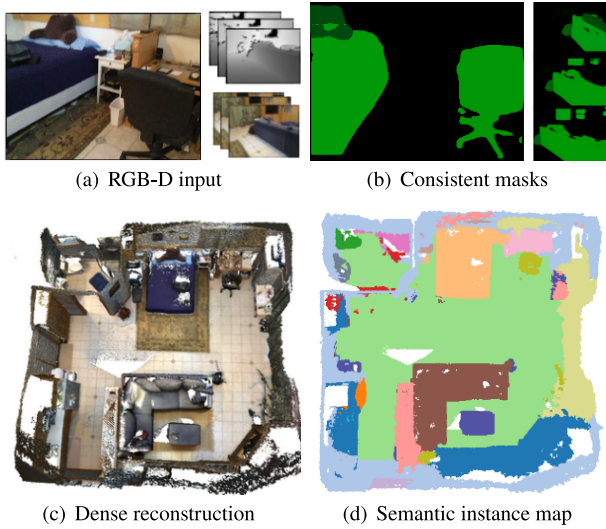 (a) RGB-D input
(b) Consistent masks
(c) Dense reconstruction
(d) Semantic instance map